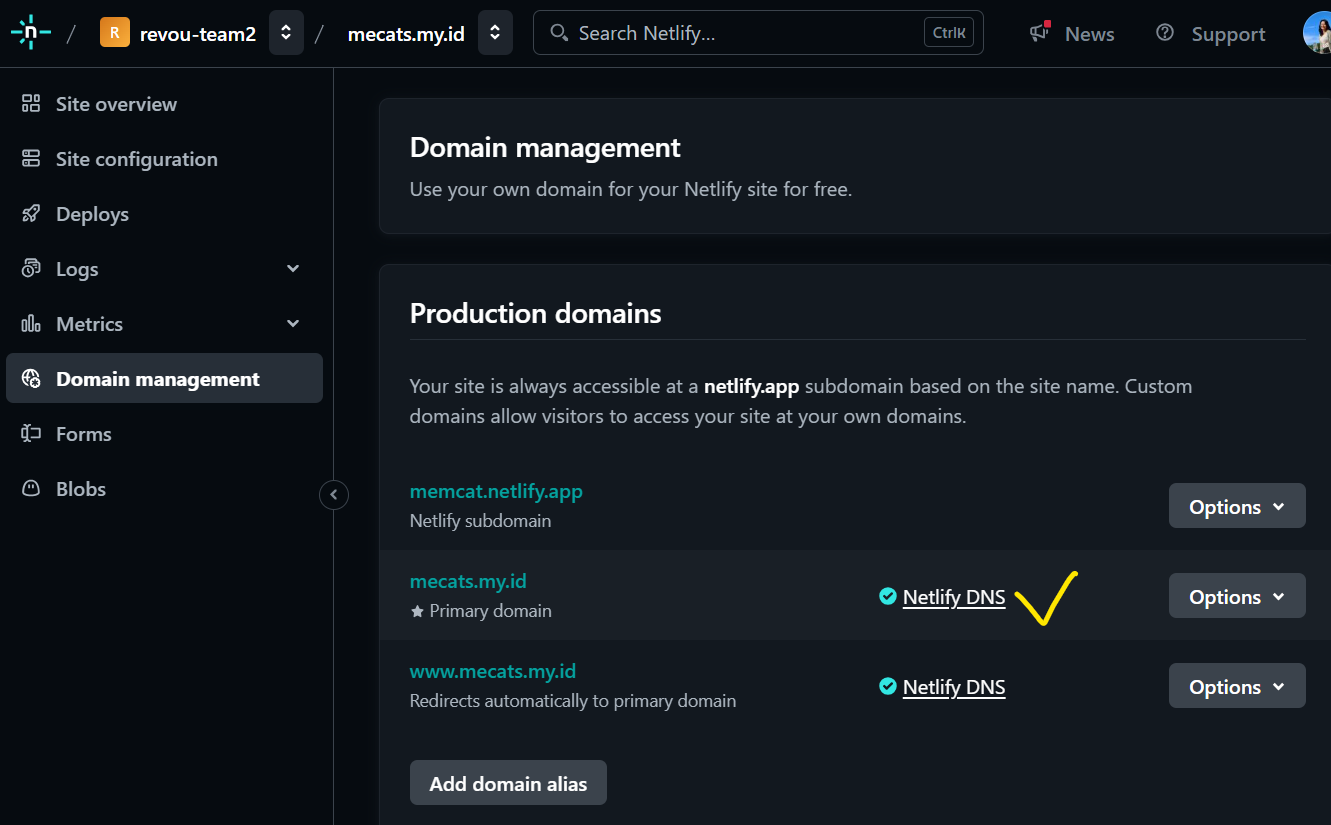 n / R revou-team2 / mecats.my.id Search Netlify... CtrlK News Support
Site overview
Site configuration
Deploys
Logs
Metrics
Domain management
Forms
Blobs
Domain management
Use your own domain for your Netlify site for free.
Production domains
Your site is always accessible at a netlify.app subdomain based on the site name. Custom
domains allow visitors to access your site at your own domains.
memcat.netlify.app
Netlify subdomain
Options
mecats.my.id
Primary domain
Netlify DNS
Options
www.mecats.my.id
Redirects automatically to primary domain
Netlify DNS
Options
Add domain alias